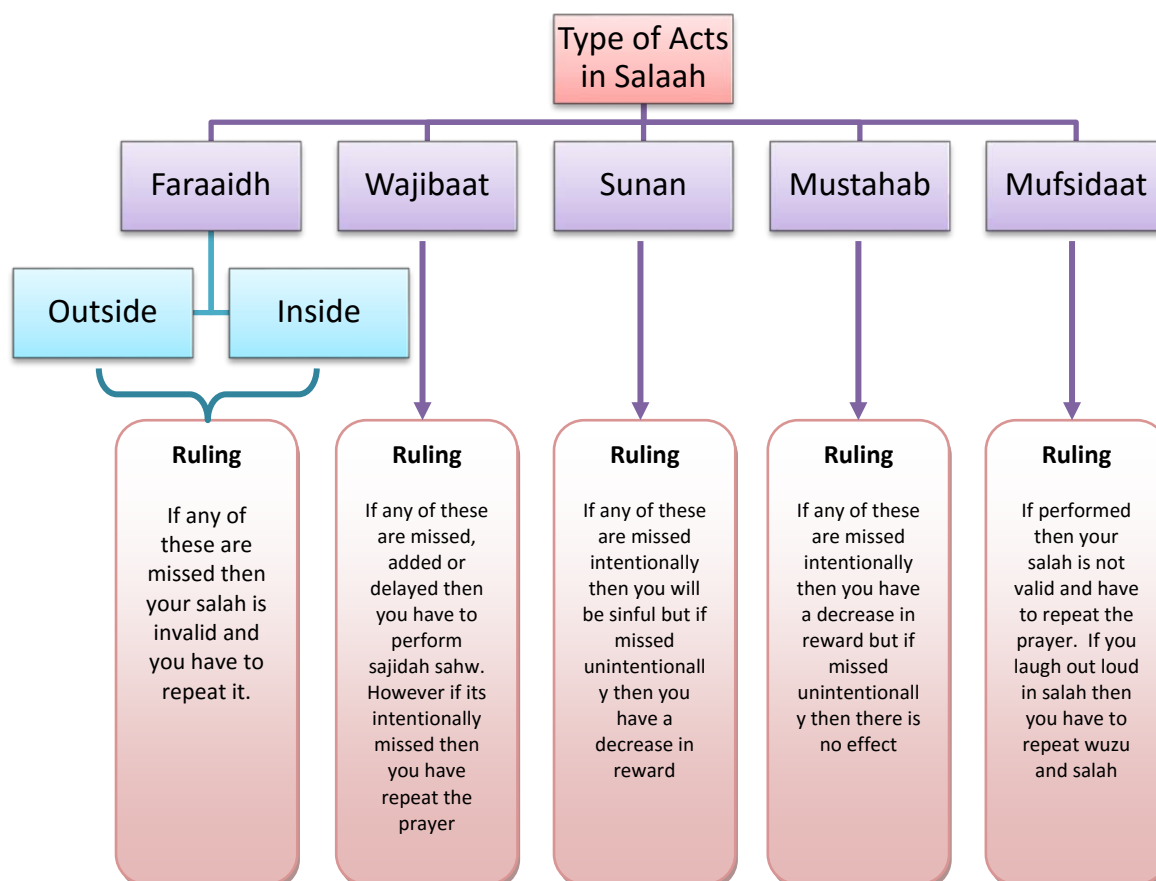 Type of Acts
in Salaah
Faraaidh
Wajibaat
Sunan
Mustahab
Mufsidaat
Outside
Inside
Ruling
If any of
these are
missed then
your salah is
invalid and
you have to
repeat it.
Ruling
If any of these
are missed,
added or
delayed then
you have to
perform
sajidah sahw.
However if its
intentionally
missed then
you have
repeat the
prayer
Ruling
If any of these
are missed
intentionally
then you will
be sinful but if
missed
unintentionall
y then you
have a
decrease in
reward
Ruling
If any of these
are missed
intentionally
then you have
a decrease in
reward but if
missed
unintentionall
y then there is
no effect
Ruling
If performed
then your
salah is not
valid and have
to repeat the
prayer.  If you
laugh out loud
in salah then
you have to
repeat wuzu
and salah